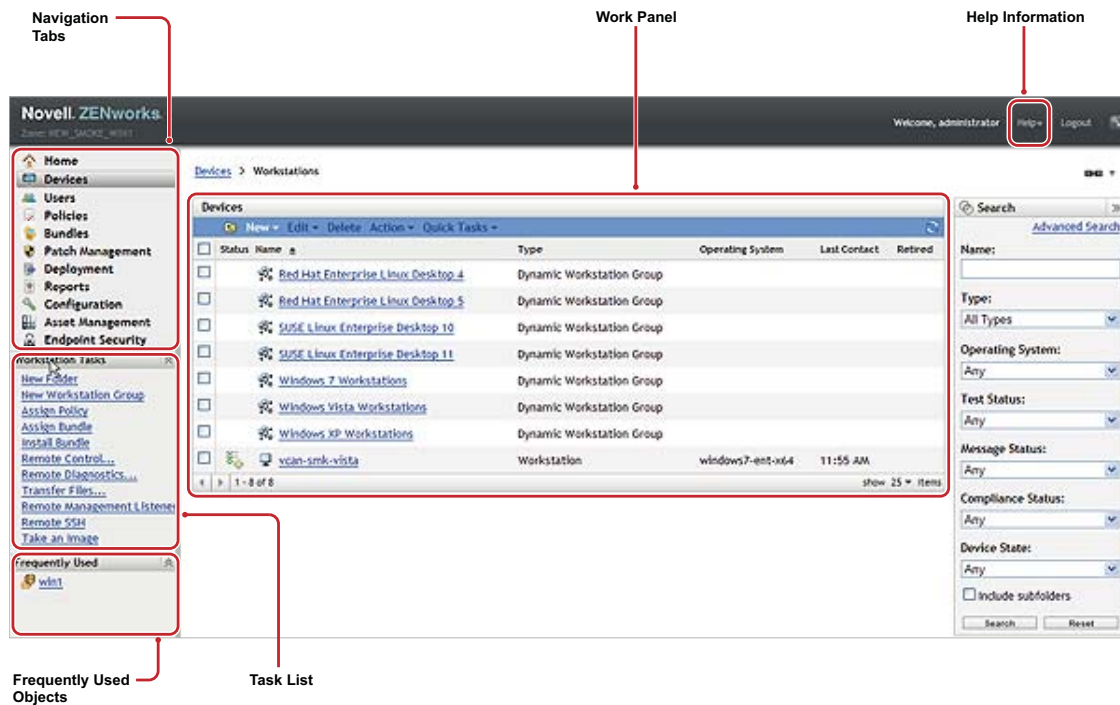 Navigation
Tabs
Work Panel
Help Information
Novell. ZENworks.
Zone: NEW_SMOKE_WIN1
Welcome, administrator
Help
Logout
Home
Devices
Users
Policies
Bundles
Patch Management
Deployment
Reports
Configuration
Asset Management
Endpoint Security
Devices > Workstations
Devices
New Edit Delete Action Quick Tasks
Status Name Type Operating System Last Contact Retired
Red Hat Enterprise Linux Desktop 4 Dynamic Workstation Group
Red Hat Enterprise Linux Desktop 5 Dynamic Workstation Group
SUSE Linux Enterprise Desktop 10 Dynamic Workstation Group
SUSE Linux Enterprise Desktop 11 Dynamic Workstation Group
Windows 7 Workstations Dynamic Workstation Group
Windows Vista Workstations Dynamic Workstation Group
Windows XP Workstations Dynamic Workstation Group
vcan-smk-vista Workstation windows7-ent-x64 11:55 AM
1 - 8 of 8 show 25 items
Workstation Tasks
New Folder
New Workstation Group
Assign Policy
Assign Bundle
Install Bundle
Remote Control...
Remote Diagnostics...
Transfer Files...
Remote Management Listener
Remote SSH
Take an Image
Frequently Used
win1
Search
Advanced Search
Name:
Type:
All Types
Operating System:
Any
Test Status:
Any
Message Status:
Any
Compliance Status:
Any
Device State:
Any
Include subfolders
Search Reset
Frequently Used
Objects
Task List